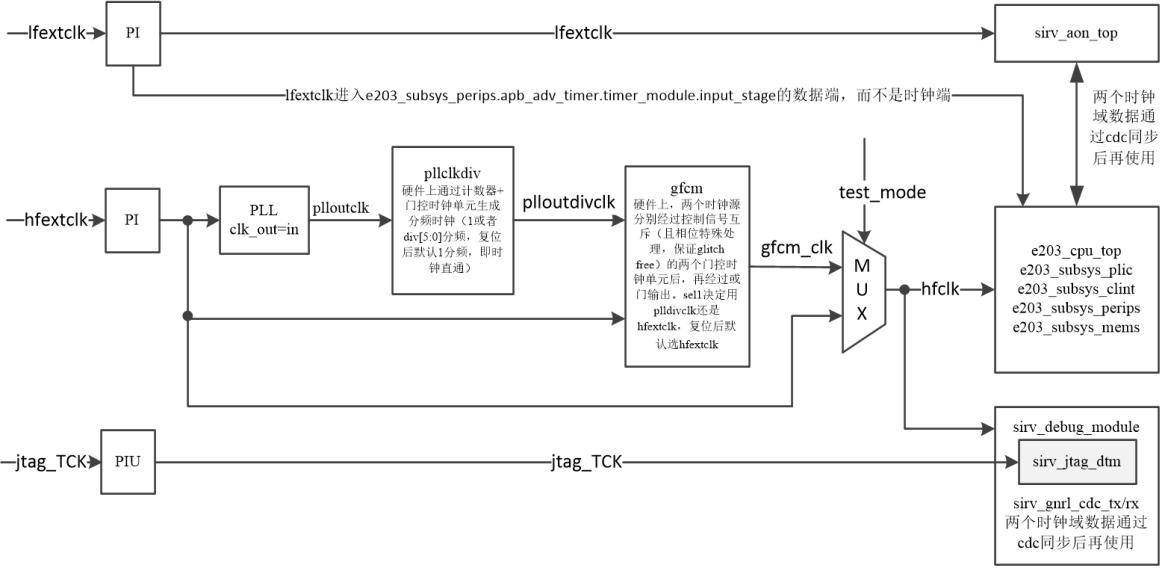 lfextclk
PI
lfextclk
sirv_aon_top
lfextclk进入e203_subsys_perips.apb_adv_timer.timer_module.input_stage的数据端，而不是时钟端
两个时钟
域数据通
过cdc同步
后再使用
hfextclk
PI
PLL
clk_out=in
plloutclk
pllclkdiv
硬件上通过计数器+
门控时钟单元生成
分频时钟（1或者
div[5:0]分频，复位
后默认1分频，即时
钟直通）
plloutdivclk
gfcm
硬件上，两个时钟源
分别经过控制信号互
斥（且相位特殊处
理，保证glitch
free）的两个门控时
钟单元后，再经过或
门输出。sel1决定用
plldivclk还是
hfextclk，复位后默
认选hfextclk
gfcm_clk
test_mode
M
U
X
hfclk
e203_cpu_top
e203_subsys_plic
e203_subsys_clint
e203_subsys_perips
e203_subsys_mems
jtag_TCK
PIU
jtag_TCK
sirv_debug_module
sirv_jtag_dtm
sirv_gnrl_cdc_tx/rx
两个时钟域数据通过
cdc同步后再使用